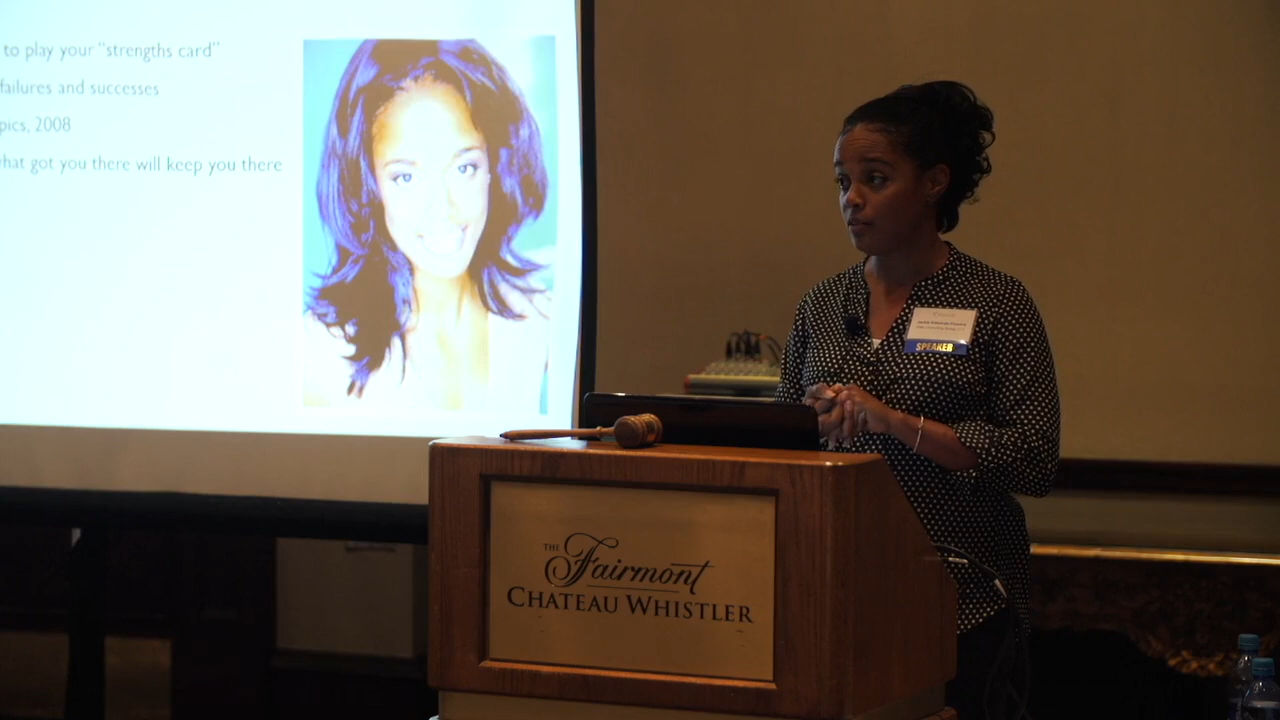 to play your "strengths card"
failures and successes
pics, 2008
what got you there will keep you there
SPEAKER
THE
Fairmont
CHATEAU WHISTLER